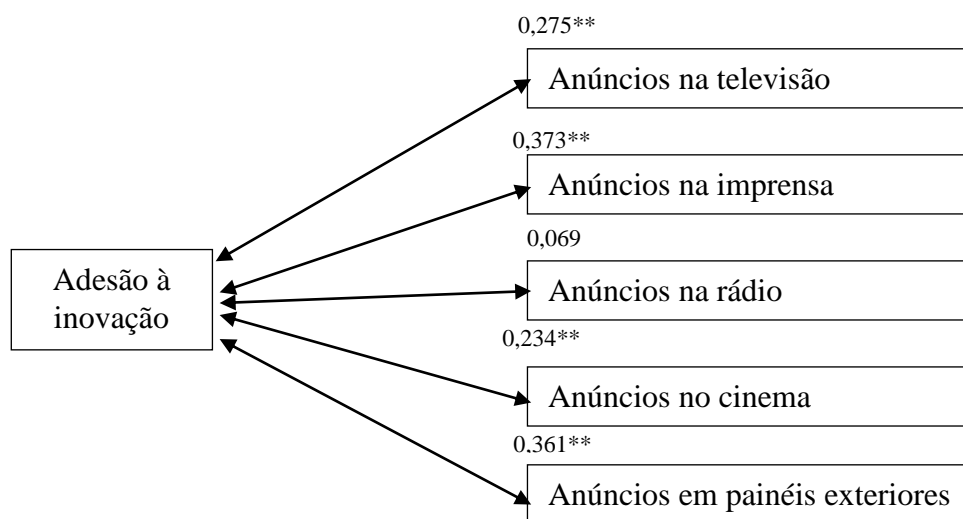 0,275**
Anúncios na televisão
0,373**
Anúncios na imprensa
0,069
Anúncios na rádio
Adesão à
inovação
0,234**
Anúncios no cinema
0,361**
Anúncios em painéis exteriores